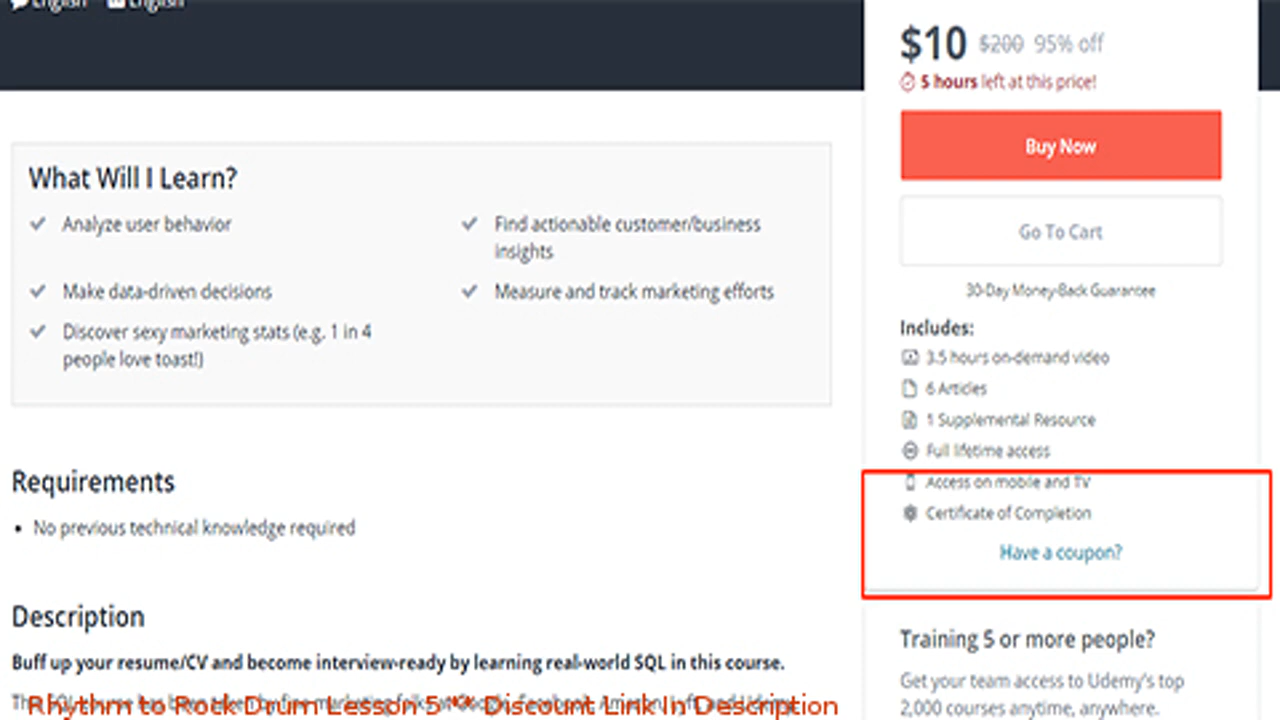 English English
What Will I Learn?
Analyze user behavior
Find actionable customer/business
insights
Make data-driven decisions
Measure and track marketing efforts
Discover sexy marketing stats (e.g. 1 in 4
people love toast!)
Requirements
No previous technical knowledge required
Description
Buff up your resume/CV and become interview-ready by learning real-world SQL in this course.
Rhythm to Rock Drum Lesson 5 *** Discount Link In Description
$10 $200 95% off
5 hours left at this price!
Buy Now
Go To Cart
30-Day Money-Back Guarantee
Includes:
3.5 hours on-demand video
6 Articles
1 Supplemental Resource
Full lifetime access
Access on mobile and TV
Certificate of Completion
Have a coupon?
Training 5 or more people?
Get your team access to Udemy's top
2,000 courses anytime, anywhere.